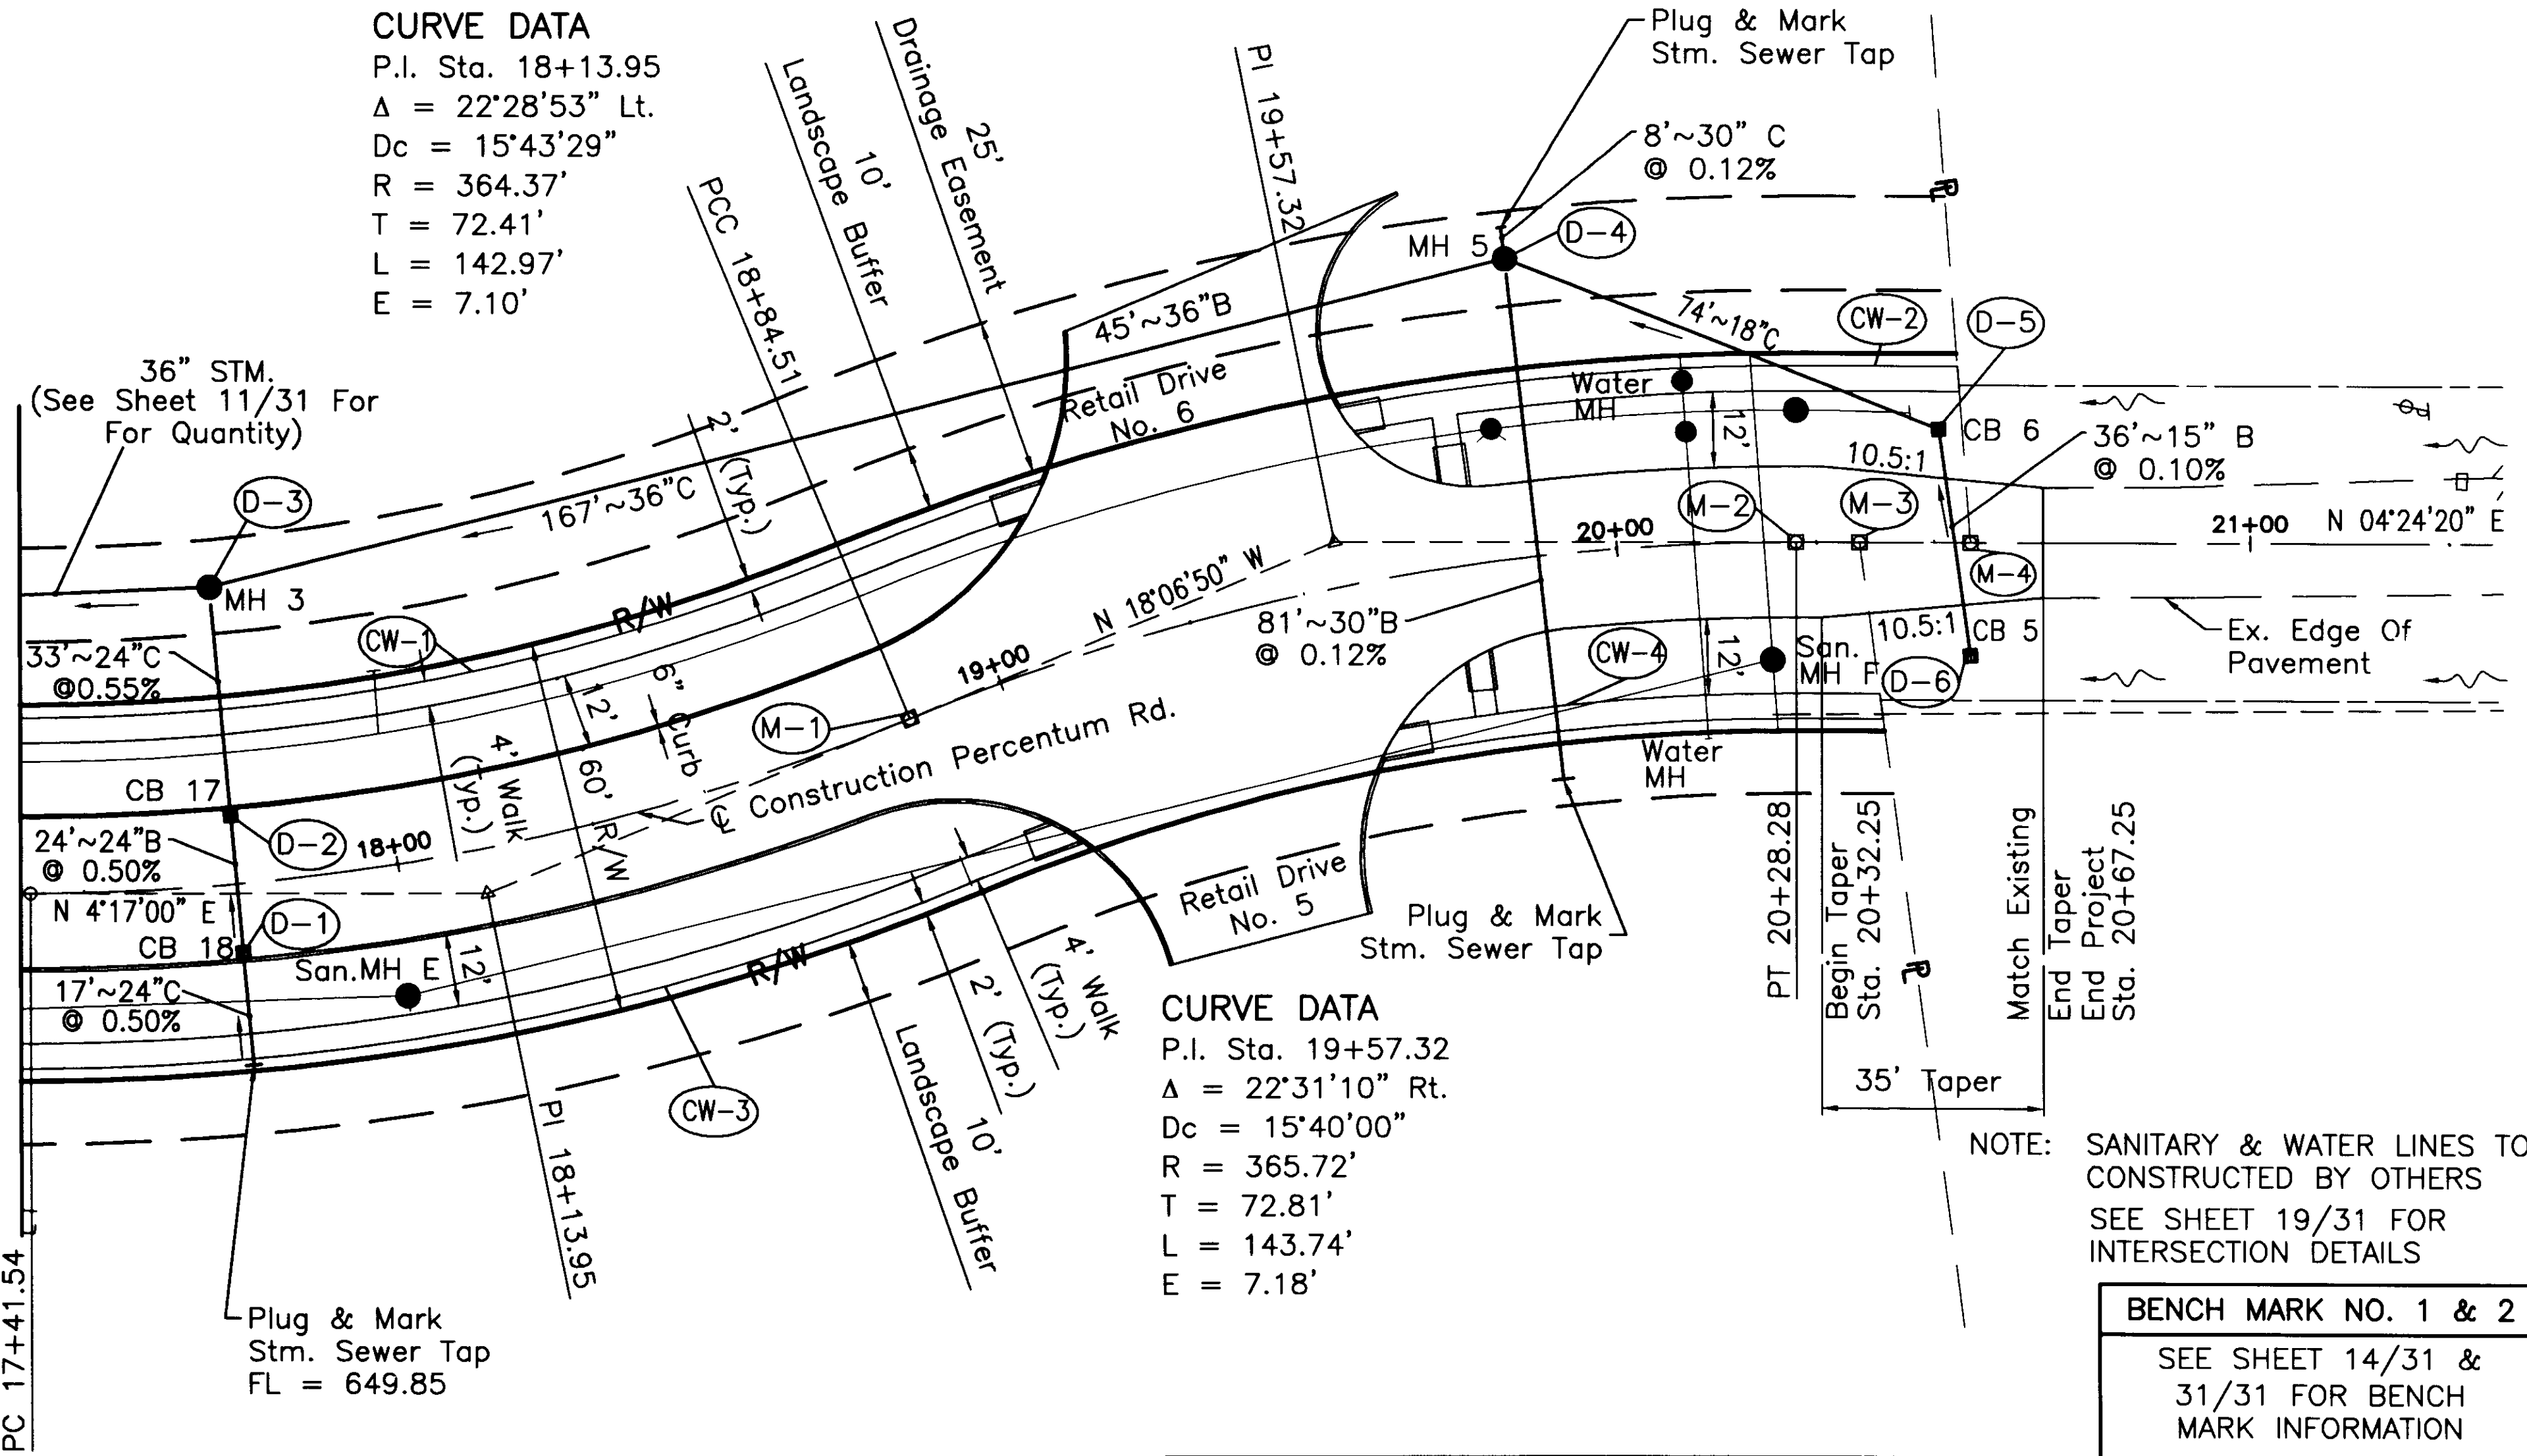 CURVE DATA
P.I. Sta. 18+13.95
Δ = 22°28'53" Lt.
Dc = 15°43'29"
R = 364.37'
T = 72.41'
L = 142.97'
E = 7.10'
36" STM.
(See Sheet 11/31 For
For Quantity)
D-3
MH 3
167'~36"C
PCC 18+84.51
10'
Landscape Buffer
25'
Drainage Easement
2'
(Typ.)
45'~36"B
Retail Drive
No. 6
PI 19+57.32
Plug & Mark
Stm. Sewer Tap
8'~30" C
@ 0.12%
MH 5
D-4
74'~18"C
CW-2
D-5
CB 6
Water
MH
12'
10.5:1
36'~15" B
@ 0.10%
M-2
M-3
20+00
21+00
N 04°24'20" E
M-4
R/W
CW-1
33'~24"C
@0.55%
N 18°06'50" W
19+00
81'~30"B
@ 0.12%
CW-4
12'
San.
MH F
10.5:1
CB 5
D-6
Ex. Edge Of
Pavement
12'
6" Curb
M-1
℄ Construction Percentum Rd.
60'
R/W
4' Walk
(Typ.)
CB 17
D-2
18+00
24'~24"B
@ 0.50%
N 4°17'00" E
D-1
CB 18
San.MH E
12'
17'~24"C
@ 0.50%
R/W
CW-3
Water
MH
Retail Drive
No. 5
Plug & Mark
Stm. Sewer Tap
4' Walk
(Typ.)
2' (Typ.)
10'
Landscape Buffer
PT 20+28.28
Begin Taper
Sta. 20+32.25
Match Existing
End Taper
End Project
Sta. 20+67.25
35' Taper
PI 18+13.95
PC 17+41.54
Plug & Mark
Stm. Sewer Tap
FL = 649.85
CURVE DATA
P.I. Sta. 19+57.32
Δ = 22°31'10" Rt.
Dc = 15°40'00"
R = 365.72'
T = 72.81'
L = 143.74'
E = 7.18'
NOTE: SANITARY & WATER LINES TO
CONSTRUCTED BY OTHERS
SEE SHEET 19/31 FOR
INTERSECTION DETAILS
BENCH MARK NO. 1 & 2
SEE SHEET 14/31 &
31/31 FOR BENCH
MARK INFORMATION